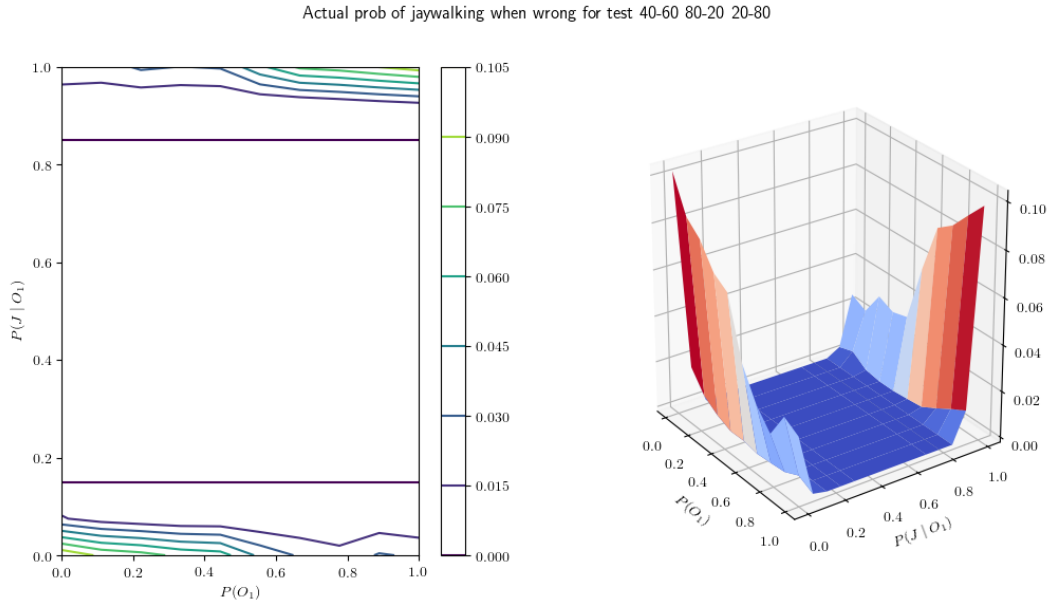 Actual prob of jaywalking when wrong for test 40-60 80-20 20-80
1.0
0.8
0.6
0.4
0.2
0.0
P(J | O₁)
0.0 0.2 0.4 0.6 0.8 1.0
P(O₁)
0.105
0.090
0.075
0.060
0.045
0.030
0.015
0.000
0.10
0.08
0.06
0.04
0.02
0.00
0.0 0.2 0.4 0.6 0.8 1.0
P(O₁)
0.0 0.2 0.4 0.6 0.8 1.0
P(J | O₁)